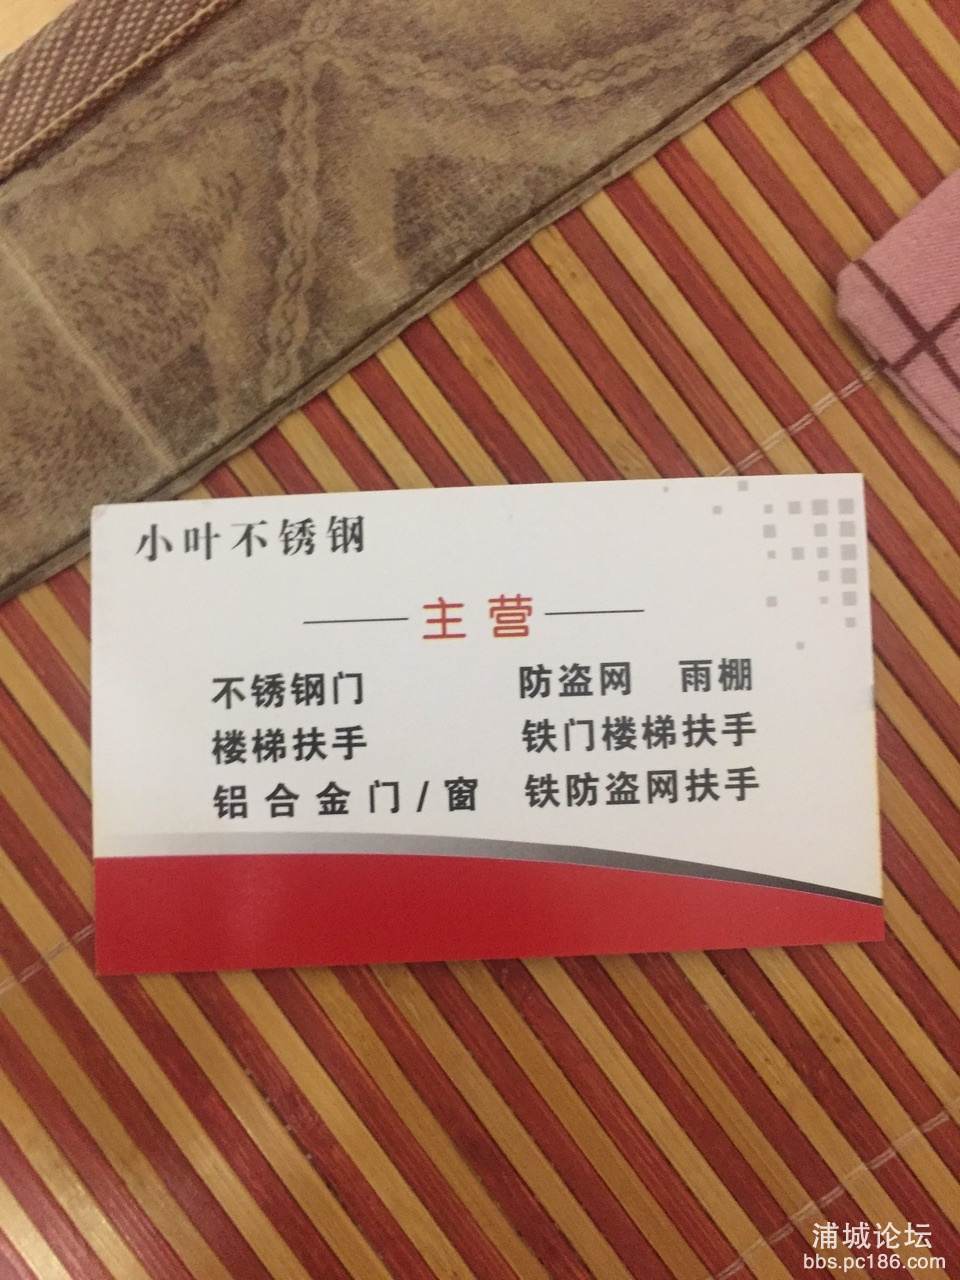 小叶不锈钢
主营
不锈钢门 防盗网 雨棚
楼梯扶手 铁门楼梯扶手
铝合金门/窗 铁防盗网扶手
浦城论坛
bbs.pc186.com